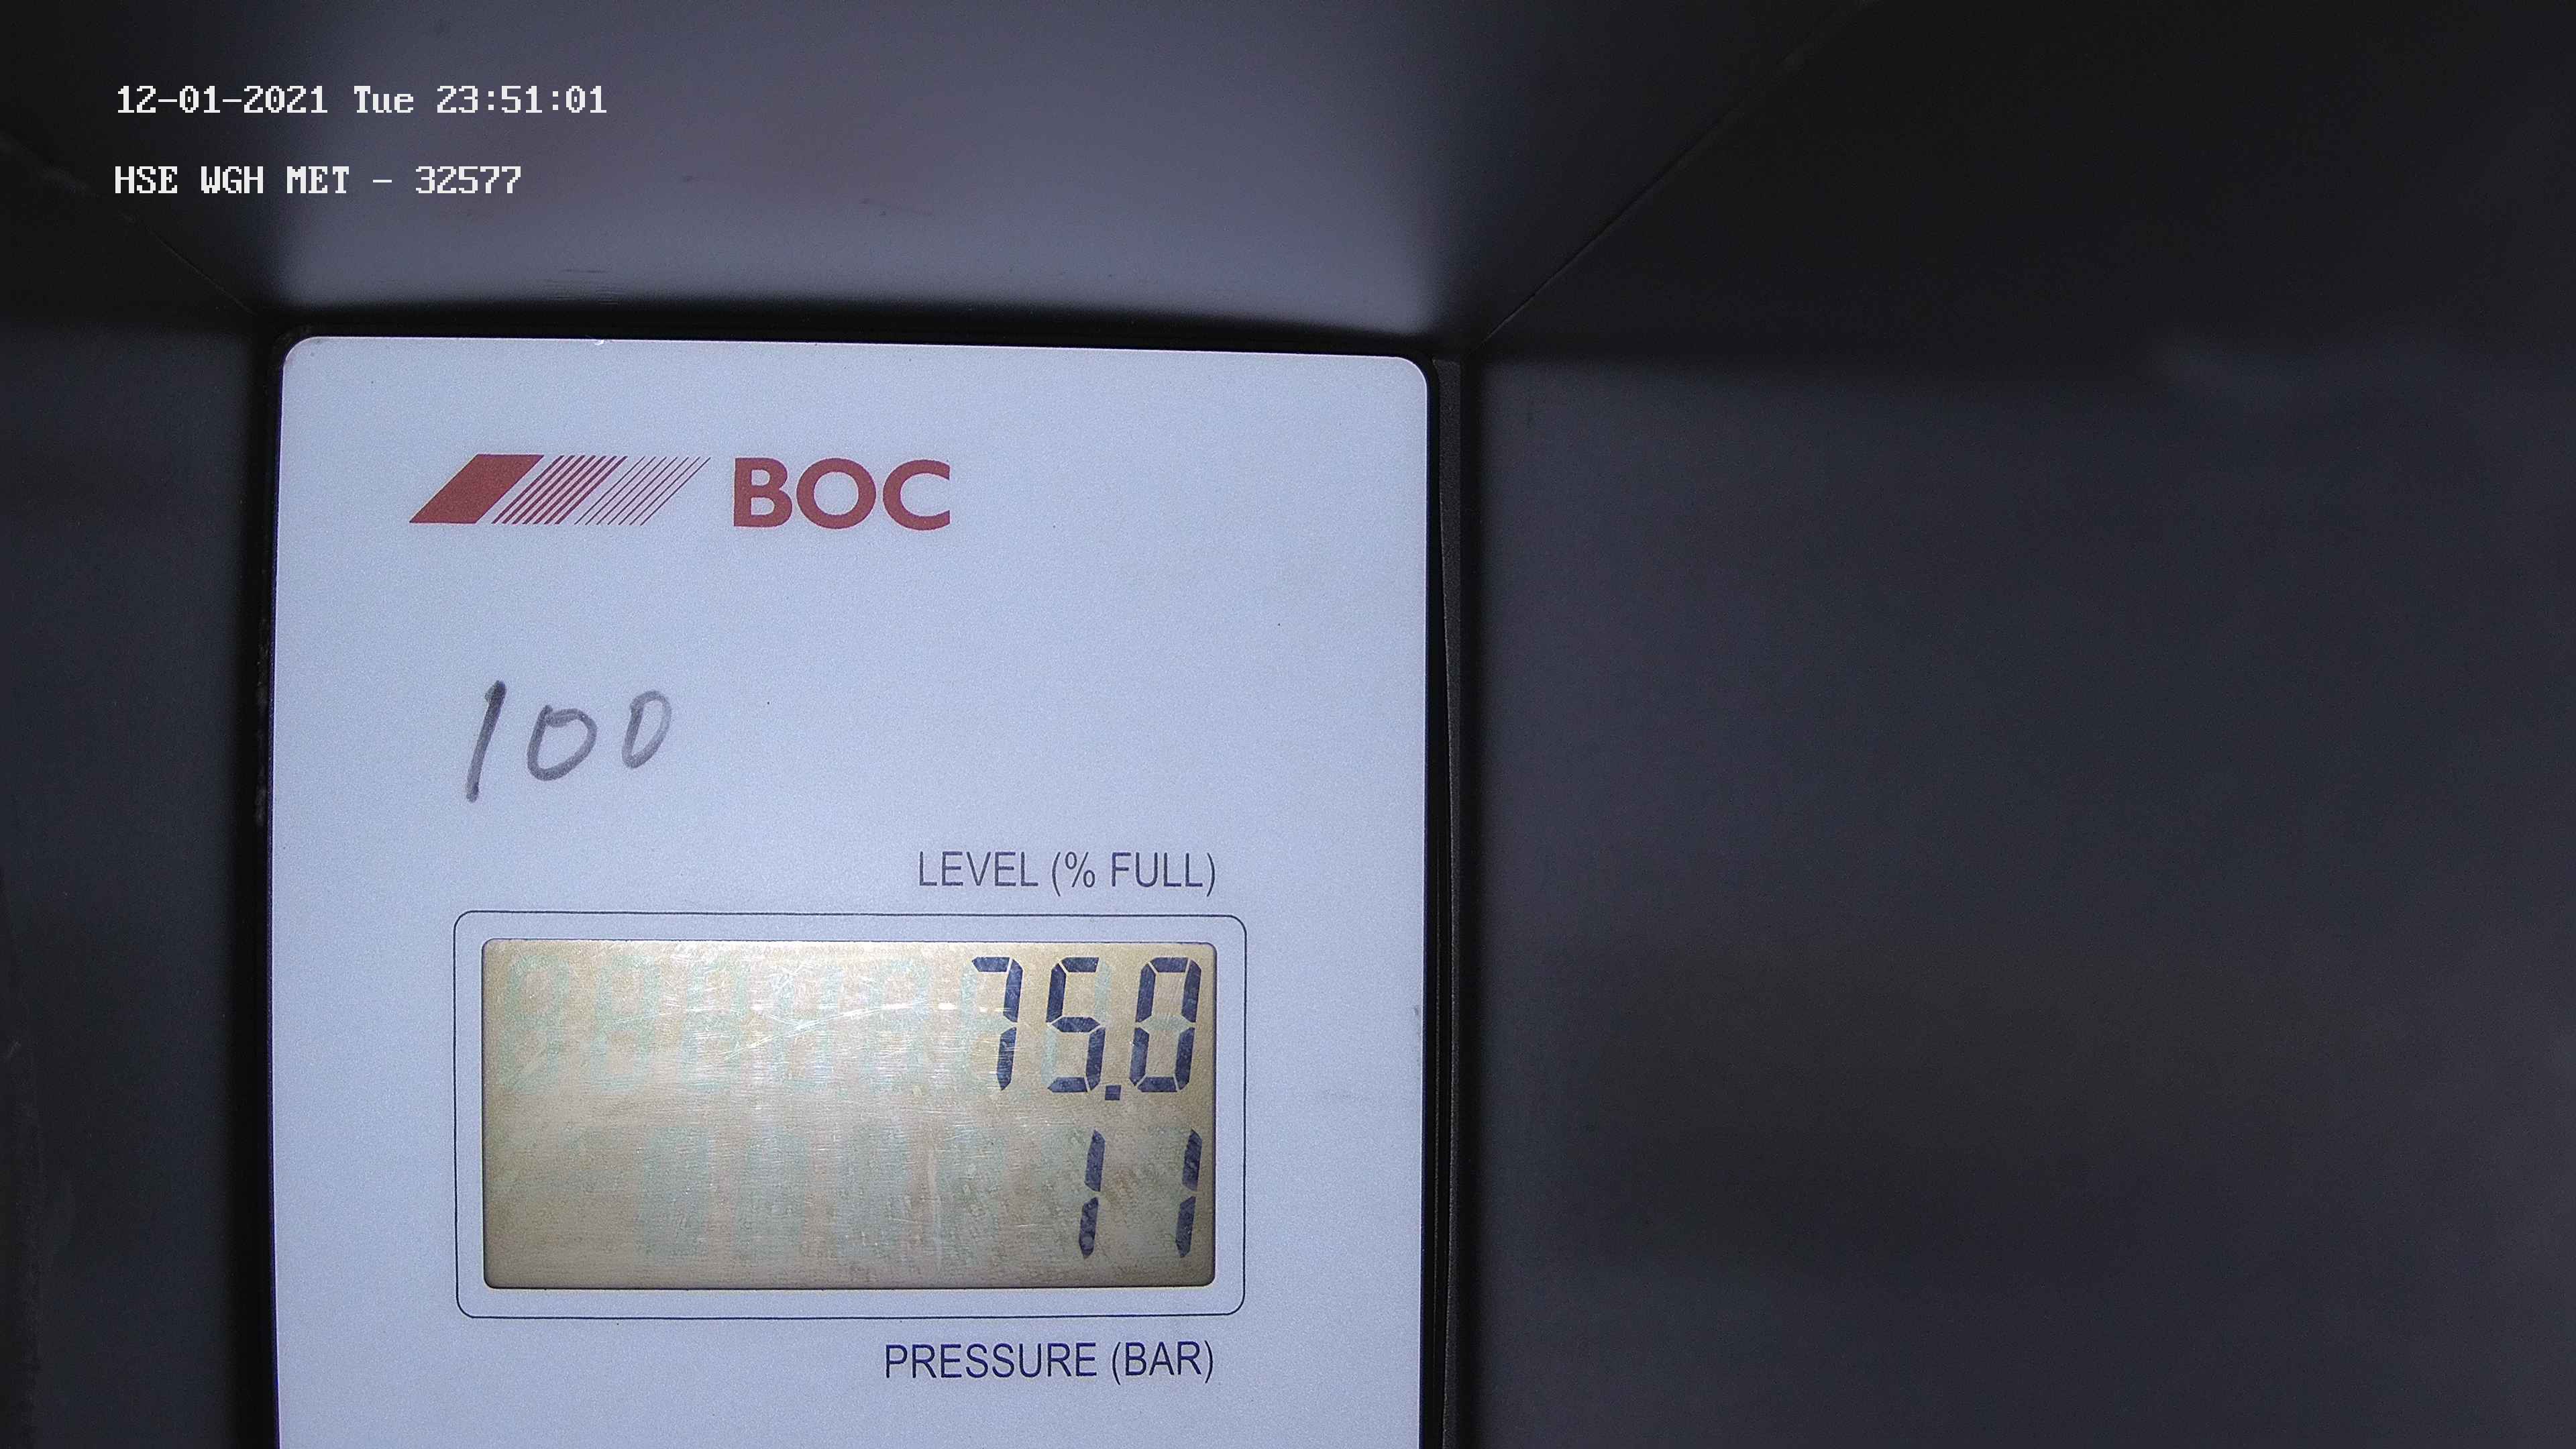 12-01-2021 Tue 23:51:01
HSE WGH MET - 32577
BOC
100
LEVEL (% FULL)
75.0
11
PRESSURE (BAR)